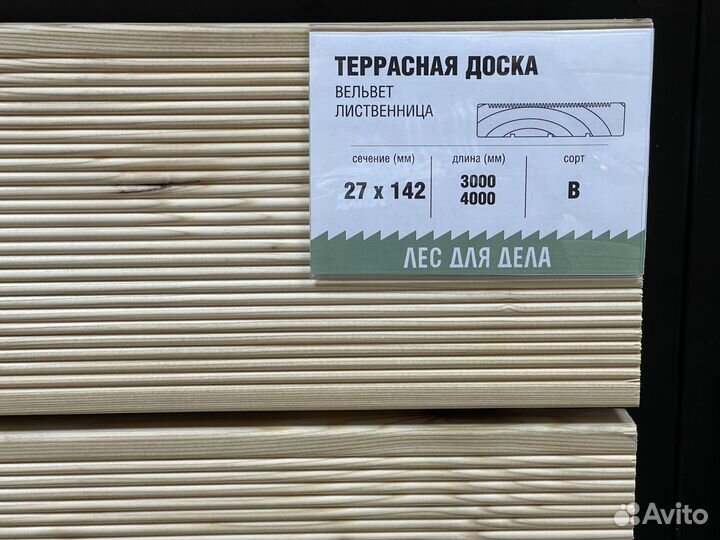 ТЕРРАСНАЯ ДОСКА
ВЕЛЬВЕТ
ЛИСТВЕННИЦА
сечение (мм) длина (мм) сорт
27 x 142 3000 4000 В
ЛЕС ДЛЯ ДЕЛА
Avito